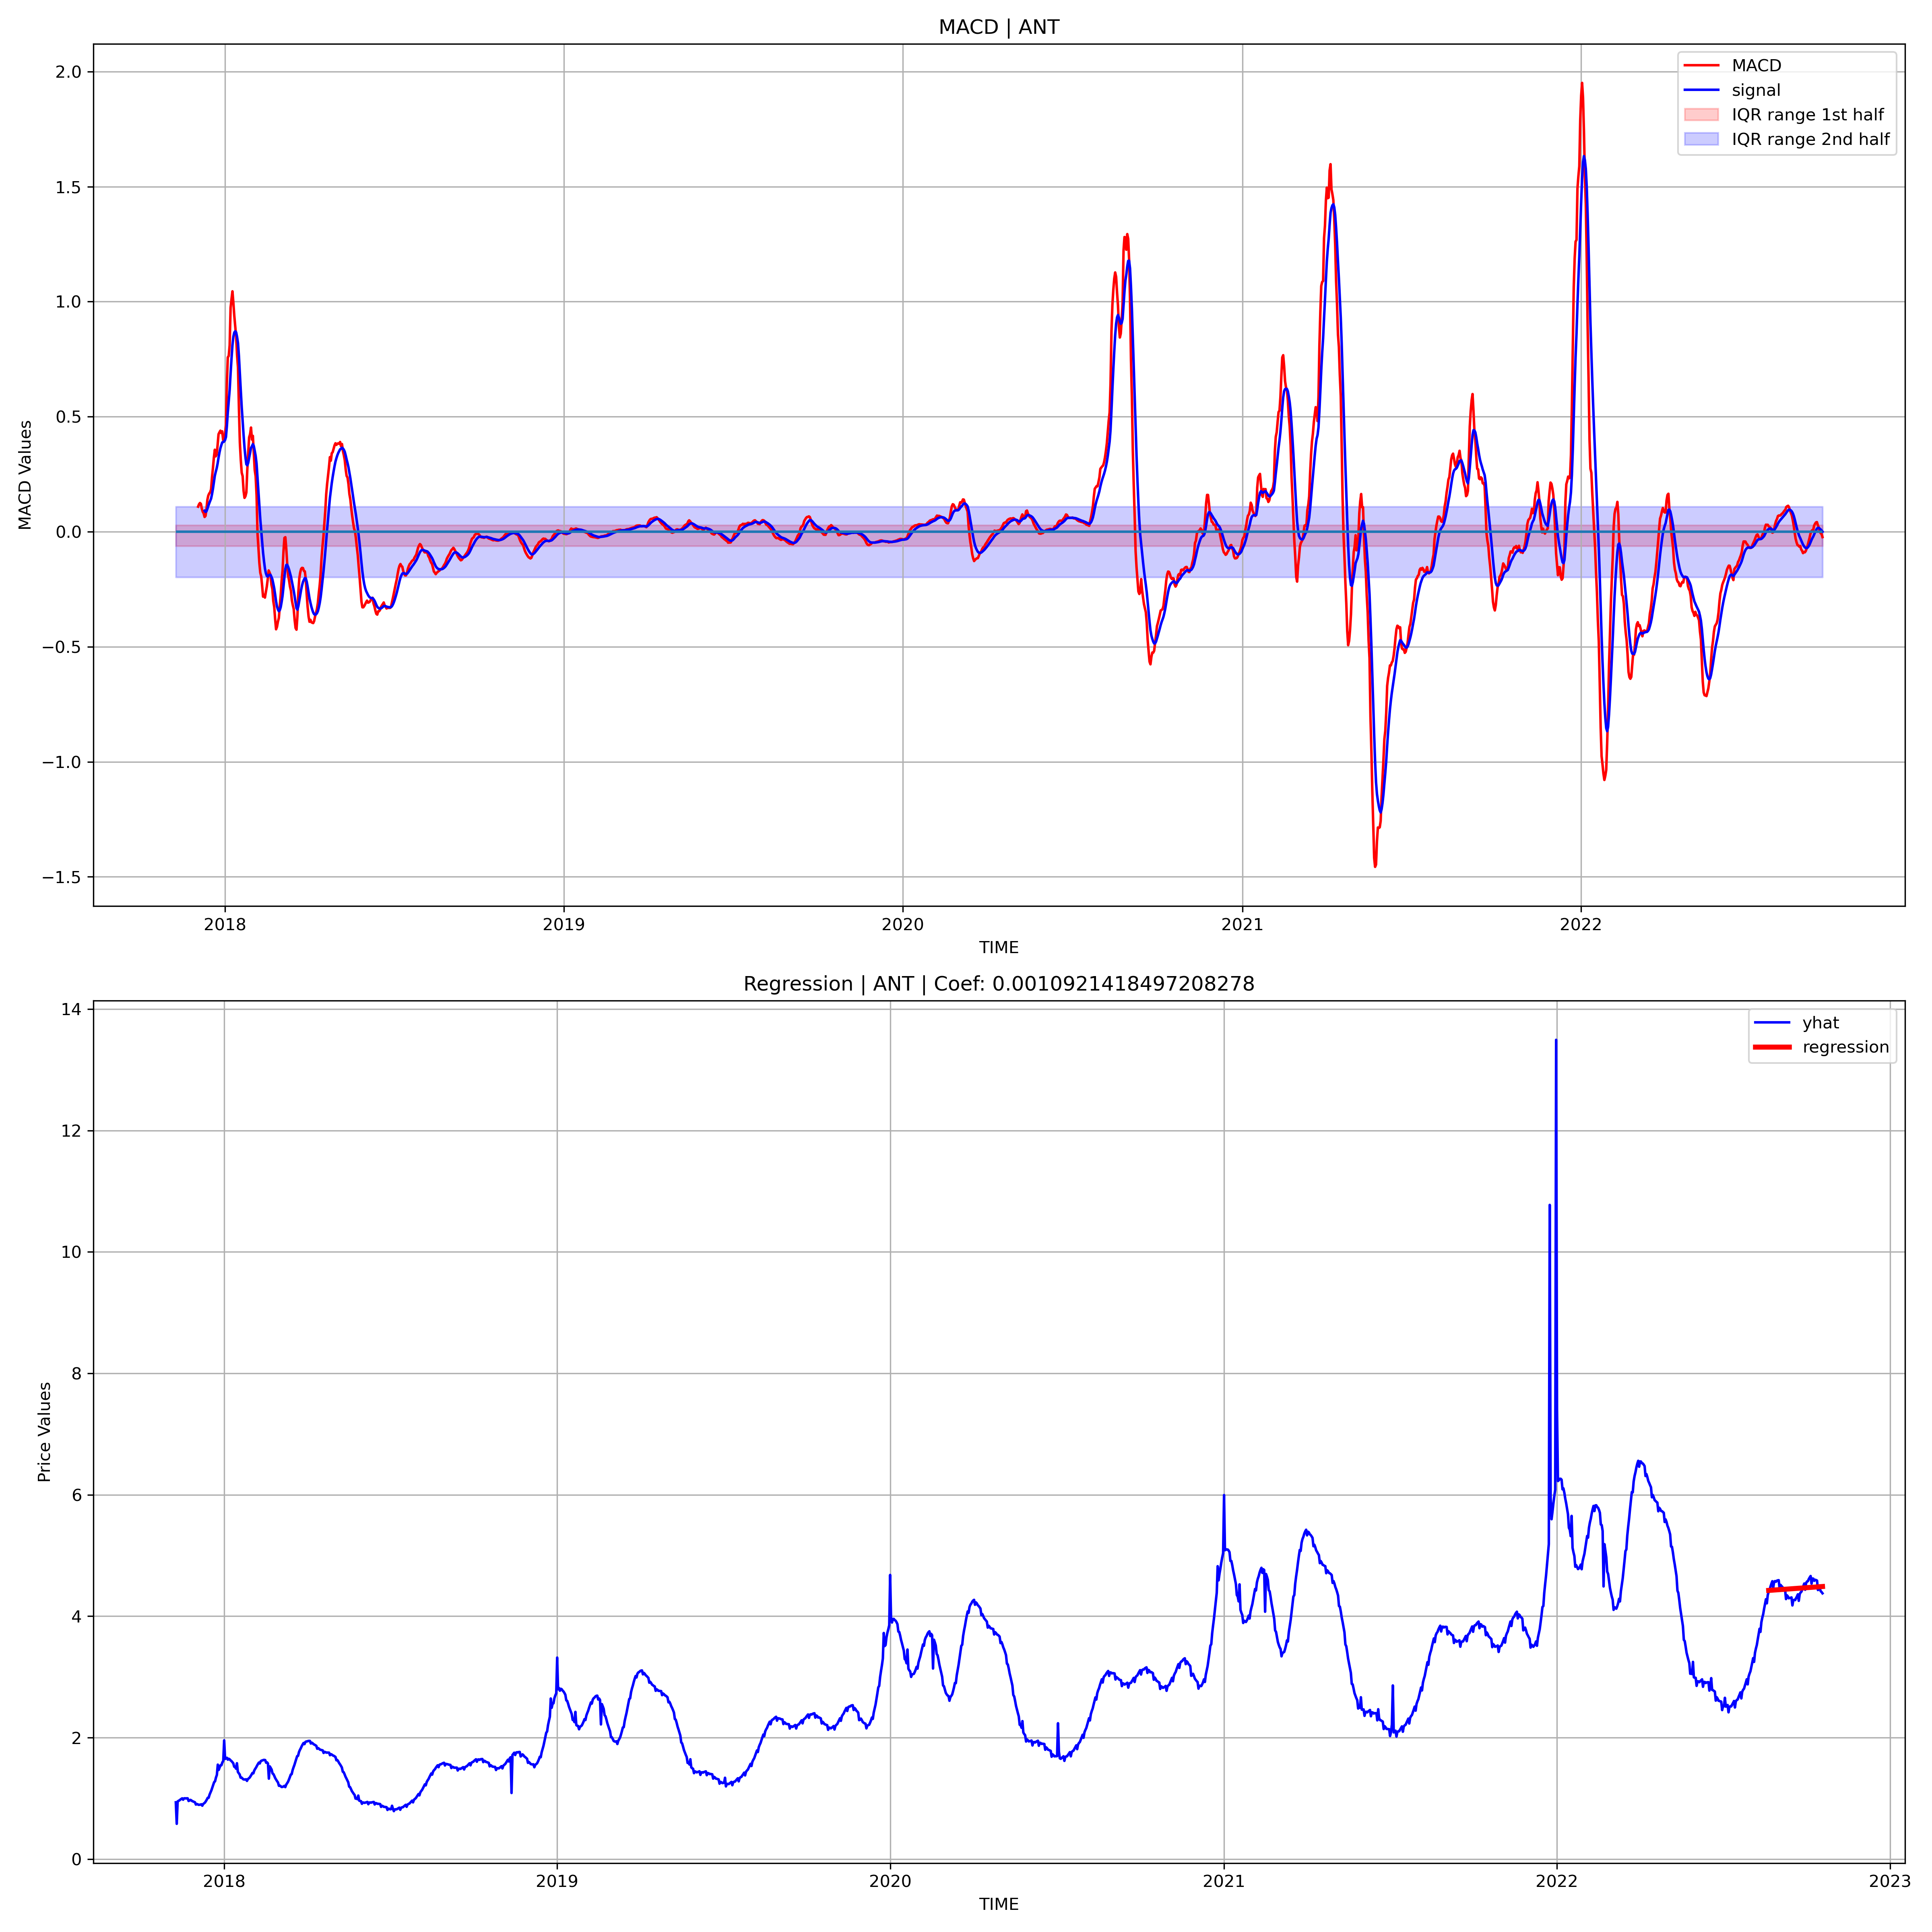 MACD | ANT
2.0
1.5
1.0
0.5
0.0
−0.5
−1.0
−1.5
MACD Values
MACD
signal
IQR range 1st half
IQR range 2nd half
2018
2019
2020
2021
2022
TIME
Regression | ANT | Coef: 0.0010921418497208278
14
12
10
8
6
4
2
0
Price Values
yhat
regression
2018
2019
2020
2021
2022
2023
TIME